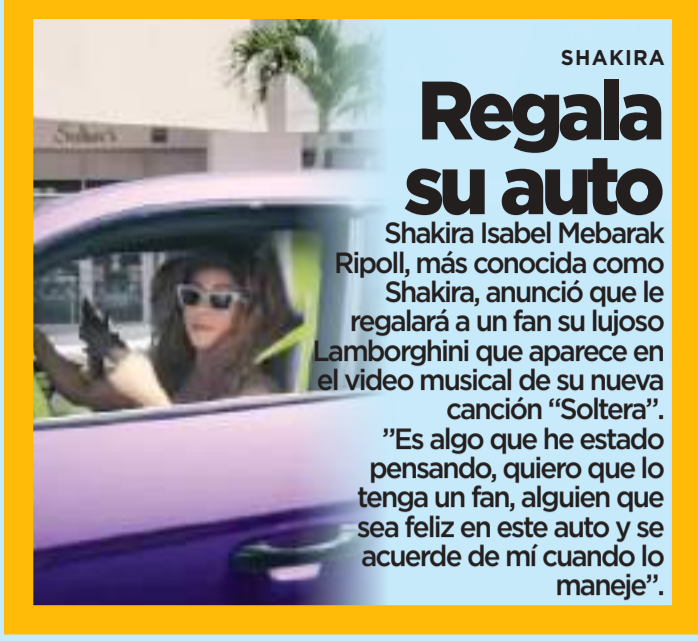 SHAKIRA
Regala
su auto
Shakira Isabel Mebarak
Ripoll, más conocida como
Shakira, anunció que le
regalará a un fan su lujoso
Lamborghini que aparece en
el video musical de su nueva
canción “Soltera”.
”Es algo que he estado
pensando, quiero que lo
tenga un fan, alguien que
sea feliz en este auto y se
acuerde de mí cuando lo
maneje”.